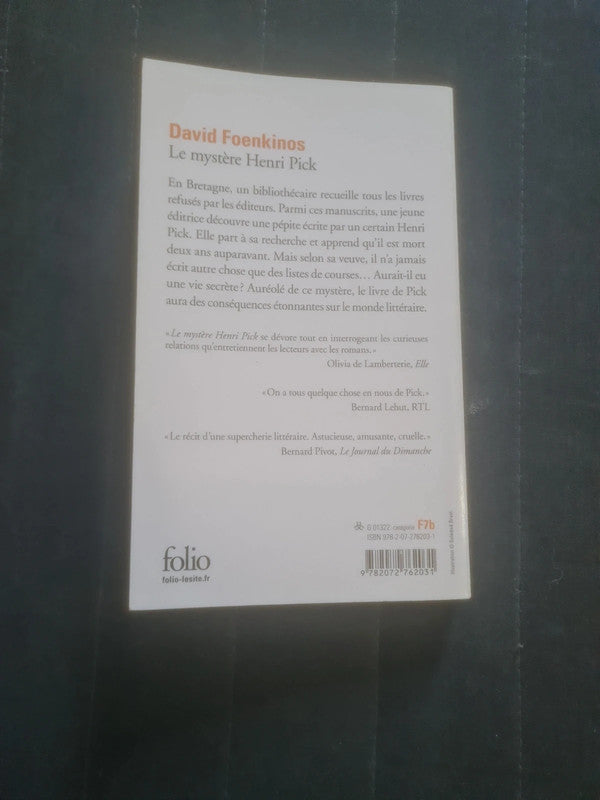 David Foenkinos
Le mystère Henri Pick
En Bretagne, un bibliothécaire recueille tous les livres
refusés par les éditeurs. Parmi ces manuscrits, une jeune
éditrice découvre une pépite écrite par un certain Henri
Pick. Elle part à sa recherche et apprend qu'il est mort
deux ans auparavant. Mais selon sa veuve, il n'a jamais
écrit autre chose que des listes de courses... Aurait-il eu
une vie secrète ? Auréolé de ce mystère, le livre de Pick
aura des conséquences étonnantes sur le monde littéraire.
« Le mystère Henri Pick se dévore tout en interrogeant les curieuses
relations qu'entretiennent les lecteurs avec les romans. »
Olivia de Lamberterie, Elle
« On a tous quelque chose en nous de Pick. »
Bernard Lehut, RTL
« Le récit d'une supercherie littéraire. Astucieuse, amusante, cruelle. »
Bernard Pivot, Le Journal du Dimanche
G 01322 catégorie F7b
ISBN 978-2-07-276203-1
folio
folio-lesite.fr
9 782072 762031
Illustration ©